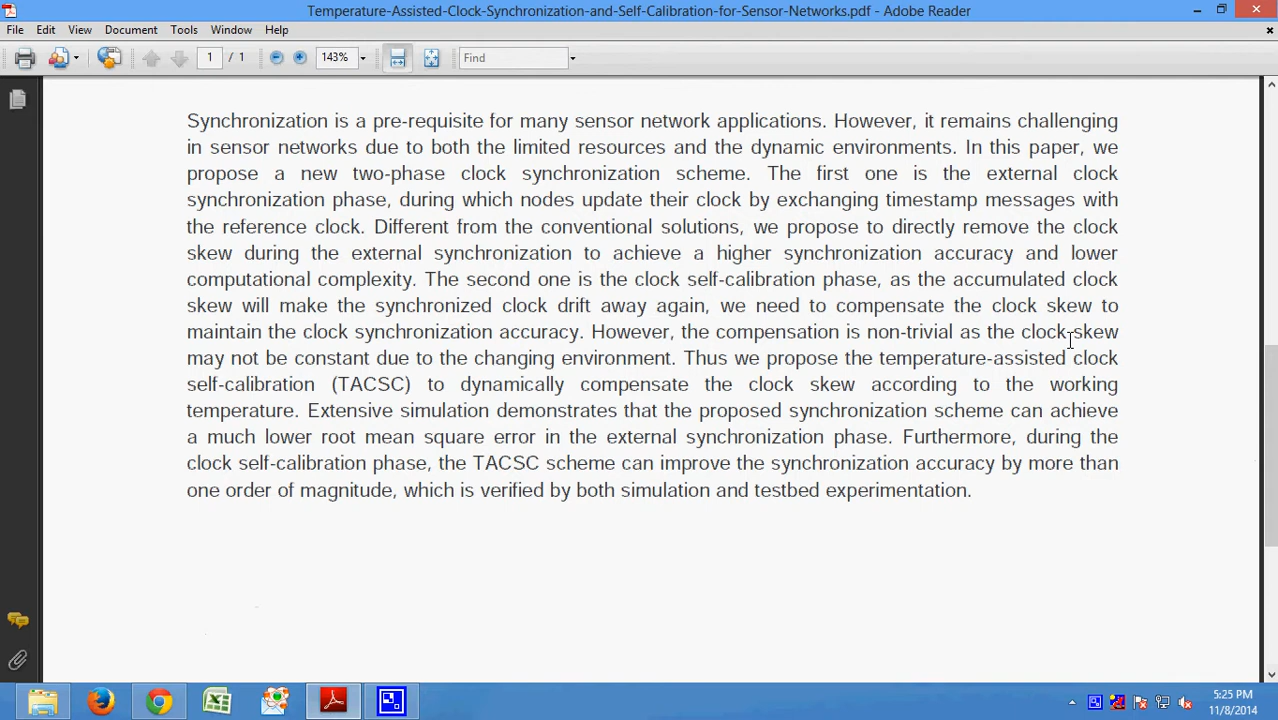 Temperature-Assisted-Clock-Synchronization-and-Self-Calibration-for-Sensor-Networks.pdf - Adobe Reader
File Edit View Document Tools Window Help
1 / 1 143% Find
Synchronization is a pre-requisite for many sensor network applications. However, it remains challenging
in sensor networks due to both the limited resources and the dynamic environments. In this paper, we
propose a new two-phase clock synchronization scheme. The first one is the external clock
synchronization phase, during which nodes update their clock by exchanging timestamp messages with
the reference clock. Different from the conventional solutions, we propose to directly remove the clock
skew during the external synchronization to achieve a higher synchronization accuracy and lower
computational complexity. The second one is the clock self-calibration phase, as the accumulated clock
skew will make the synchronized clock drift away again, we need to compensate the clock skew to
maintain the clock synchronization accuracy. However, the compensation is non-trivial as the clock skew
may not be constant due to the changing environment. Thus we propose the temperature-assisted clock
self-calibration (TACSC) to dynamically compensate the clock skew according to the working
temperature. Extensive simulation demonstrates that the proposed synchronization scheme can achieve
a much lower root mean square error in the external synchronization phase. Furthermore, during the
clock self-calibration phase, the TACSC scheme can improve the synchronization accuracy by more than
one order of magnitude, which is verified by both simulation and testbed experimentation.
5:25 PM
11/8/2014